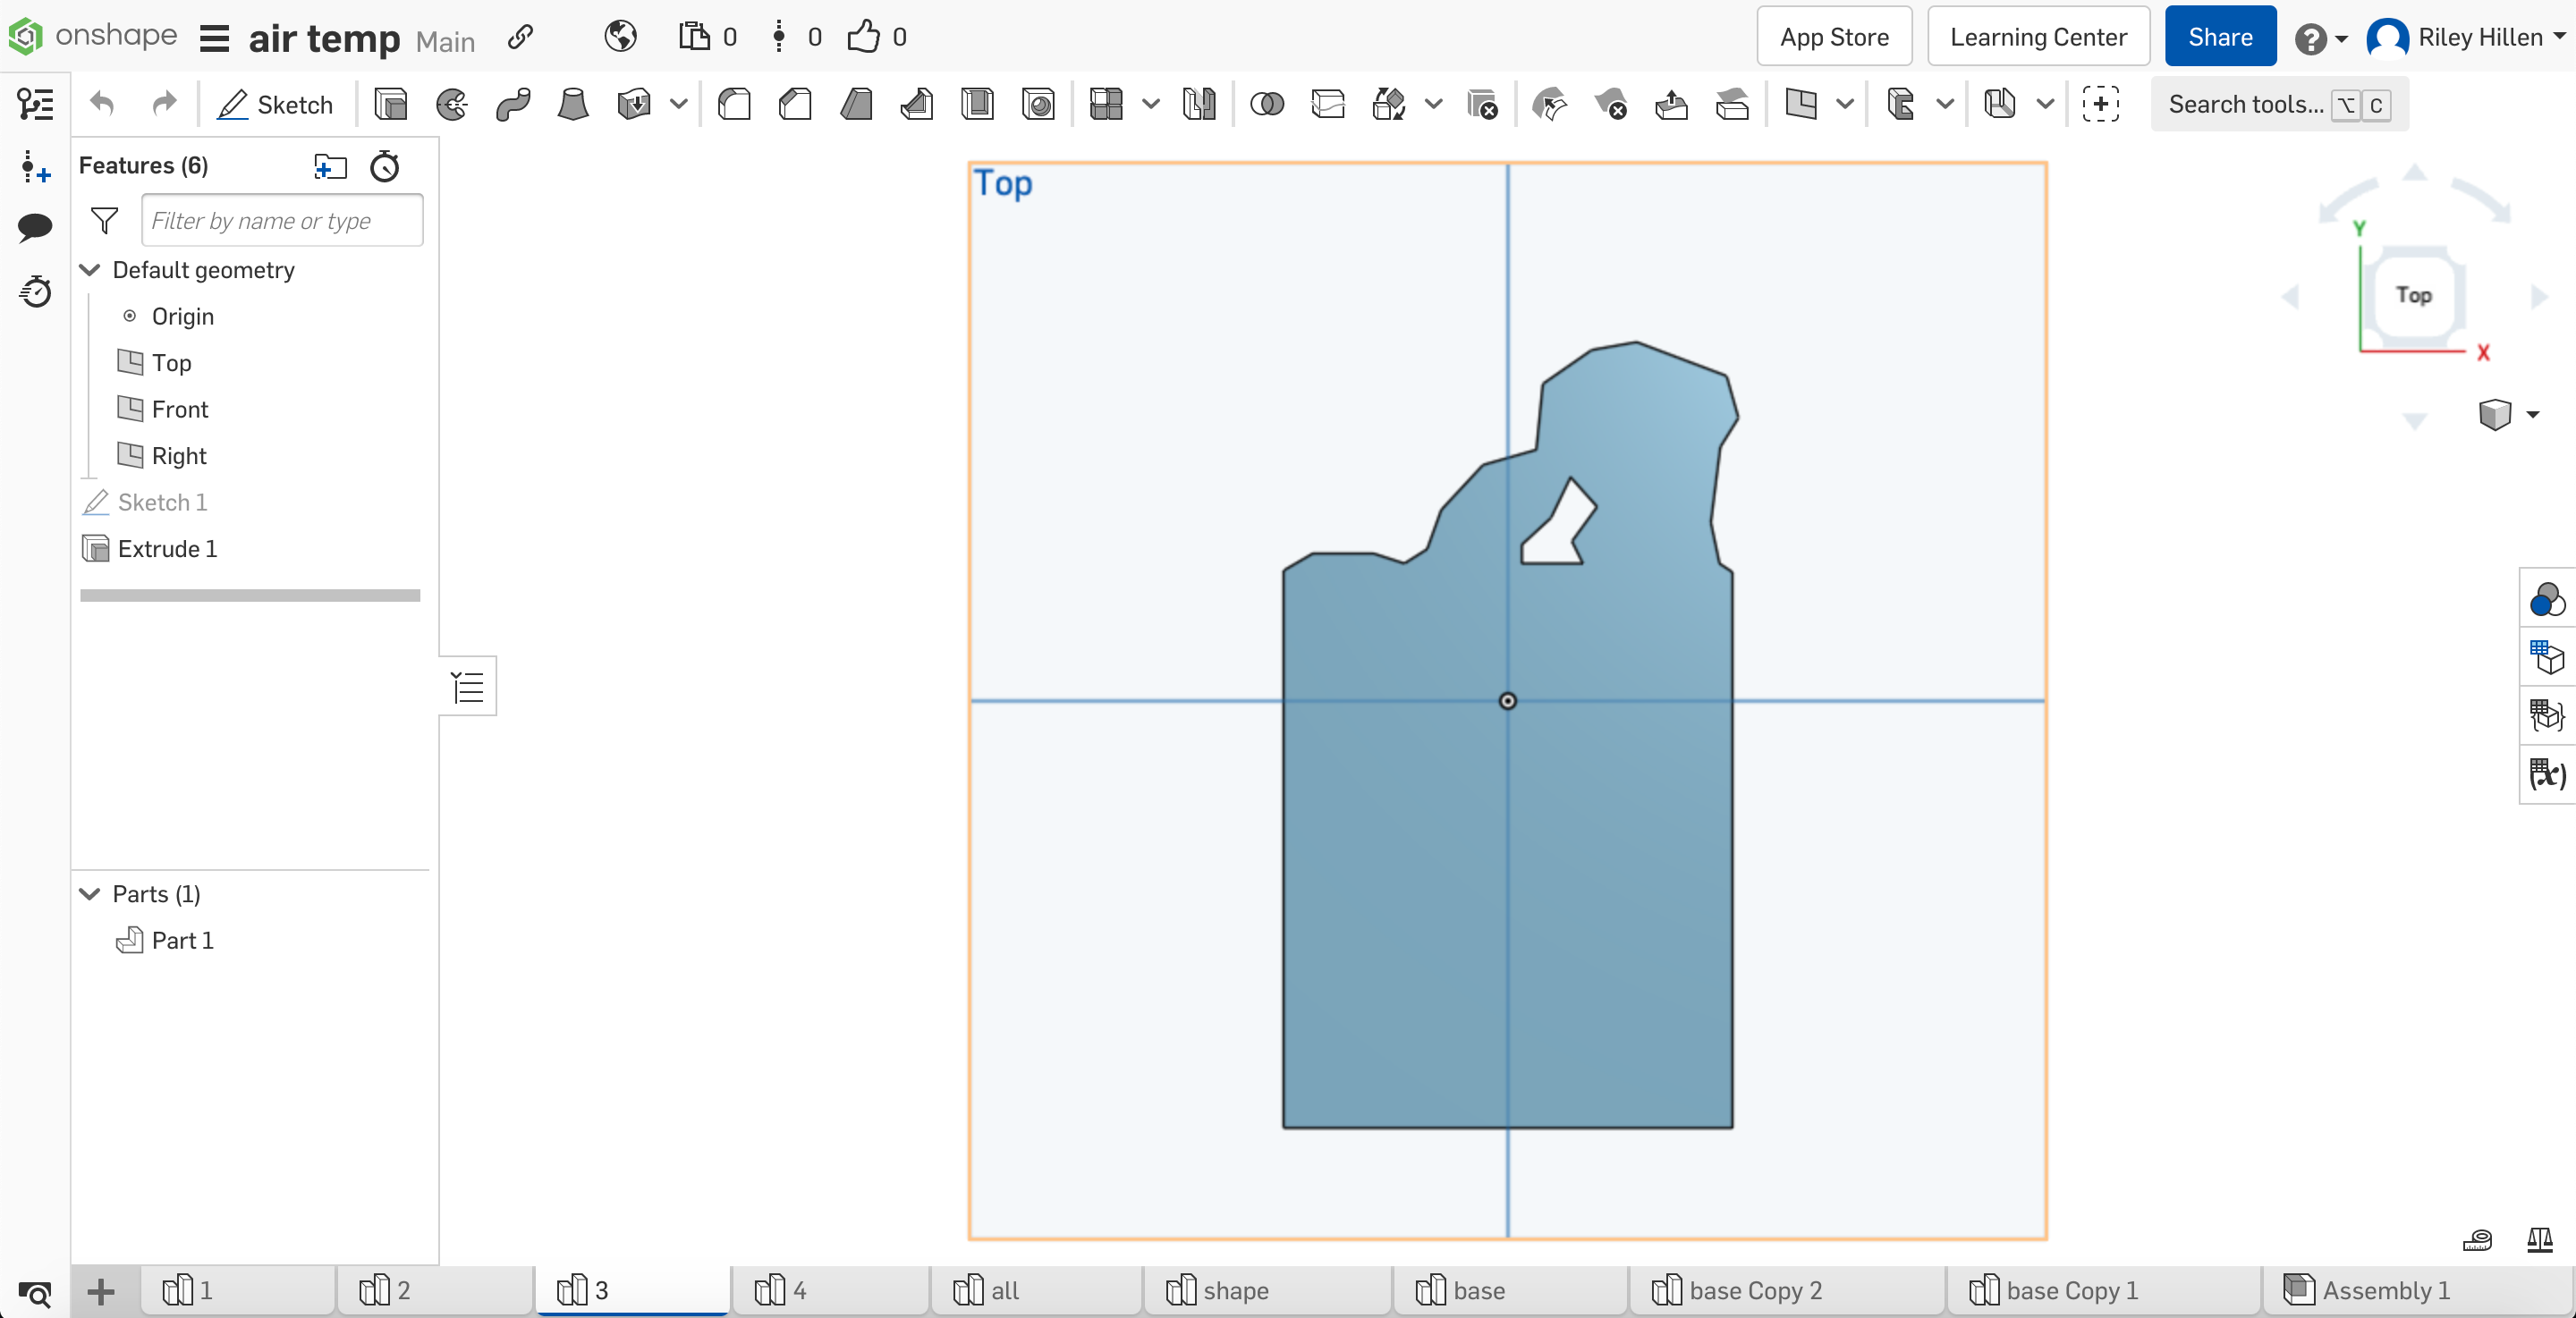 onshape air temp Main 0 0 0 App Store Learning Center Share Riley Hillen
Sketch Search tools... ⌥ C
Features (6)
Filter by name or type
Default geometry
Origin
Top
Front
Right
Sketch 1
Extrude 1
Parts (1)
Part 1
Top
Y
Top
X
(x)
1 2 3 4 all shape base base Copy 2 base Copy 1 Assembly 1